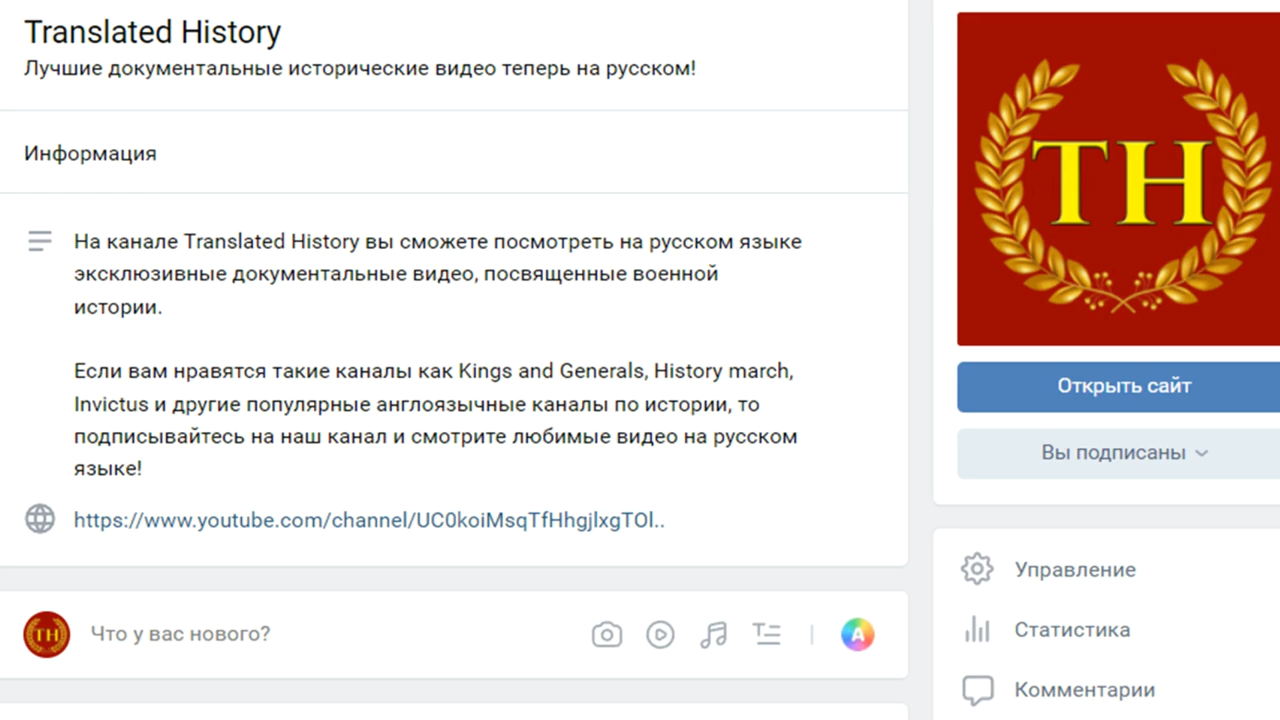 Translated History
Лучшие документальные исторические видео теперь на русском!
Информация
На канале Translated History вы сможете посмотреть на русском языке
эксклюзивные документальные видео, посвященные военной
истории.
Если вам нравятся такие каналы как Kings and Generals, History march,
Invictus и другие популярные англоязычные каналы по истории, то
подписывайтесь на наш канал и смотрите любимые видео на русском
языке!
https://www.youtube.com/channel/UC0koiMsqTfHhgjlxgTOl..
TH
Что у вас нового?
A
TH
Открыть сайт
Вы подписаны
Управление
Статистика
Комментарии